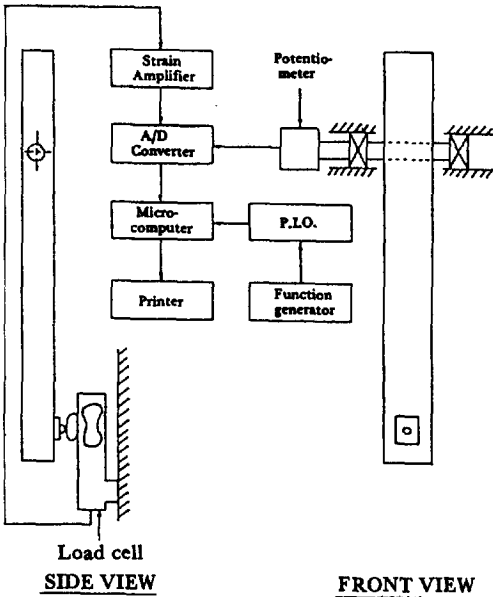 Strain
Amplifier
Potentio-
meter
A/D
Converter
Micro-
computer
P.I.O.
Printer
Function
generator
Load cell
SIDE VIEW
FRONT VIEW